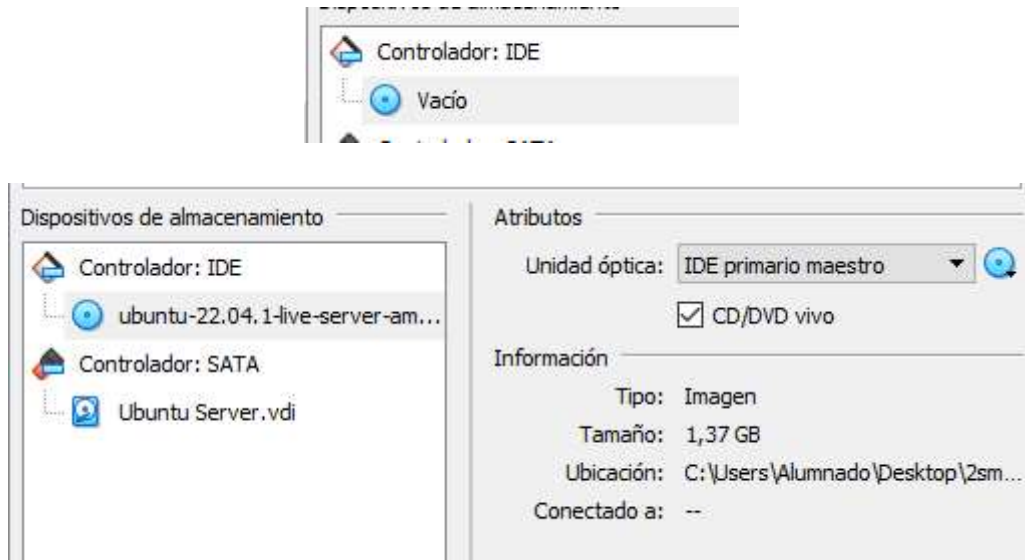 Controlador: IDE
Vacío
Dispositivos de almacenamiento
Controlador: IDE
ubuntu-22.04.1-live-server-am...
Controlador: SATA
Ubuntu Server.vdi
Atributos
Unidad óptica: IDE primario maestro
CD/DVD vivo
Información
Tipo: Imagen
Tamaño: 1,37 GB
Ubicación: C:\Users\Alumnado\Desktop\2sm...
Conectado a: --